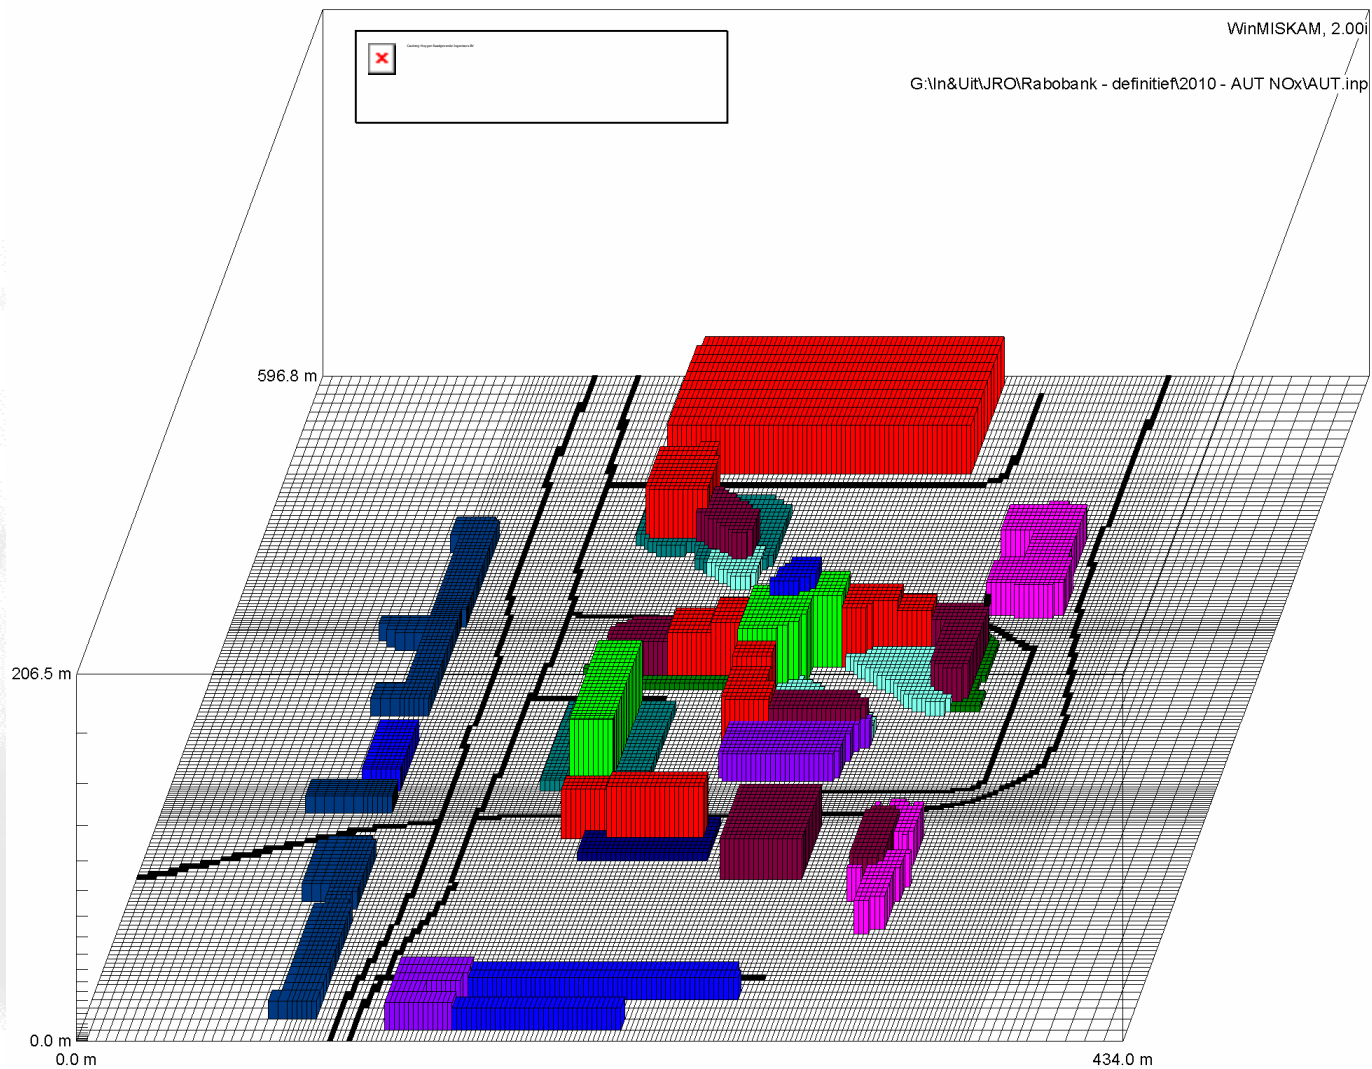 WinMISKAM, 2.00i
G:\In&Uit\JRO\Rabobank - definitief\2010 - AUT NOx\AUT.inp
596.8 m
206.5 m
0.0 m
0.0 m
434.0 m